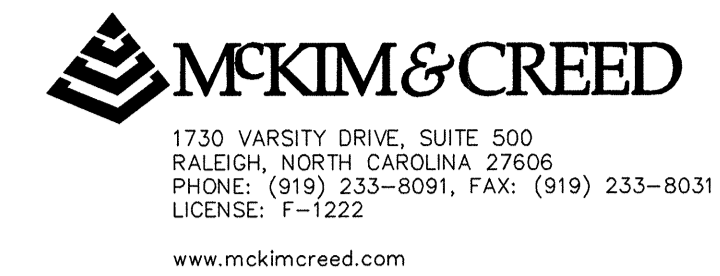 McKIM & CREED
1730 VARSITY DRIVE, SUITE 500
RALEIGH, NORTH CAROLINA 27606
PHONE: (919) 233-8091, FAX: (919) 233-8031
LICENSE: F-1222
www.mckimcreed.com